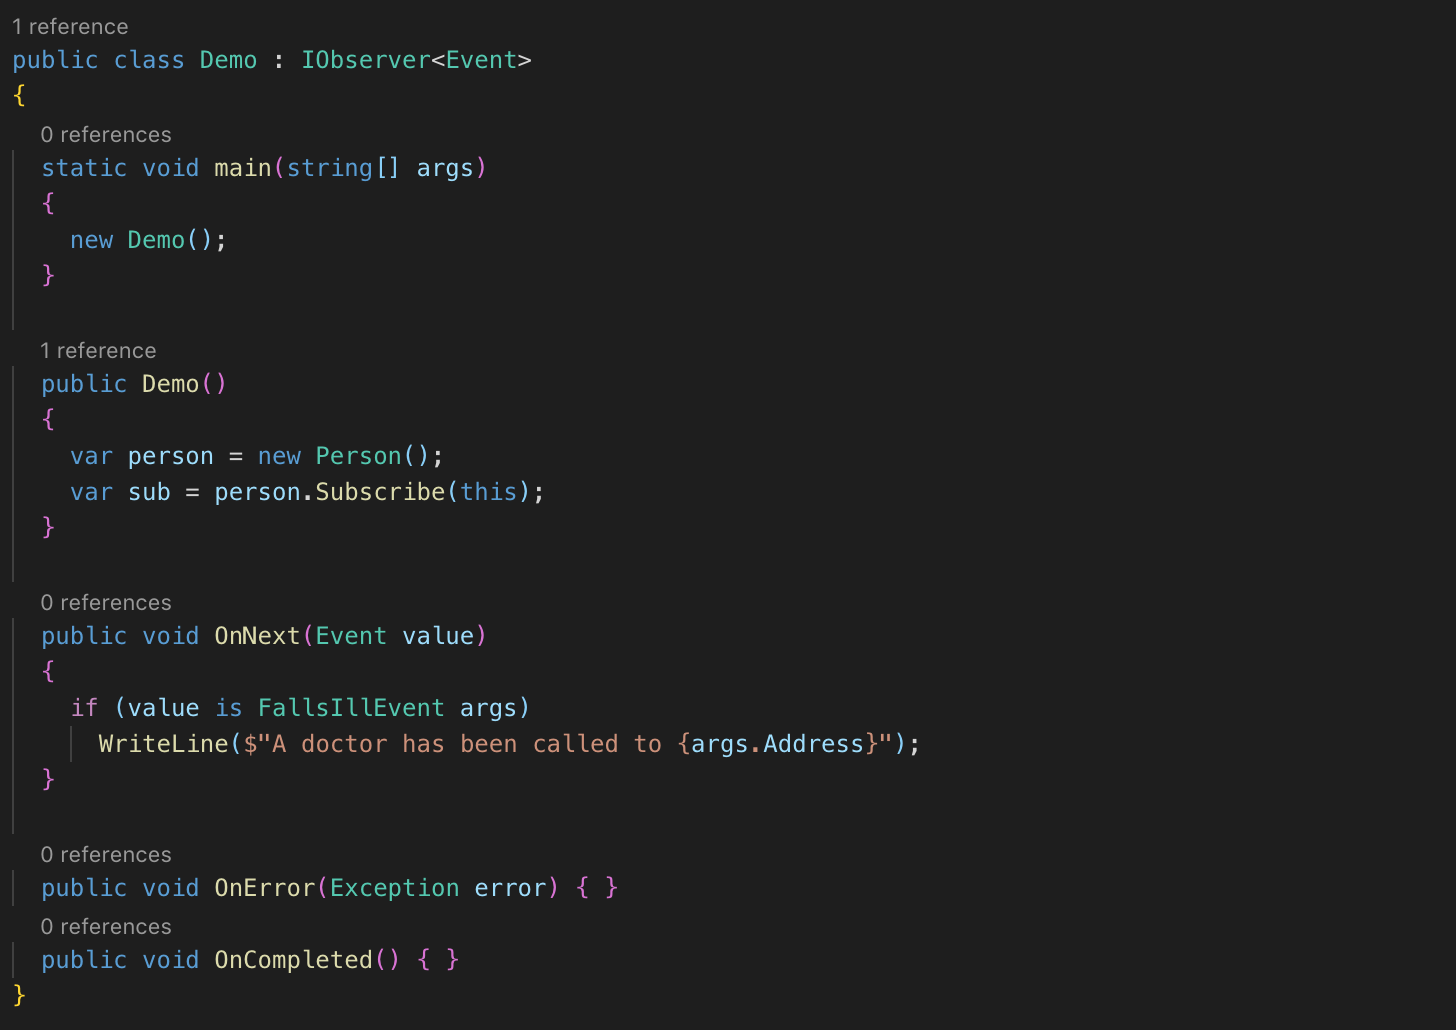 1 reference
public class Demo : IObserver<Event>
{
0 references
static void main(string[] args)
{
new Demo();
}
1 reference
public Demo()
{
var person = new Person();
var sub = person.Subscribe(this);
}
0 references
public void OnNext(Event value)
{
if (value is FallsIllEvent args)
WriteLine($"A doctor has been called to {args.Address}");
}
0 references
public void OnError(Exception error) { }
0 references
public void OnCompleted() { }
}